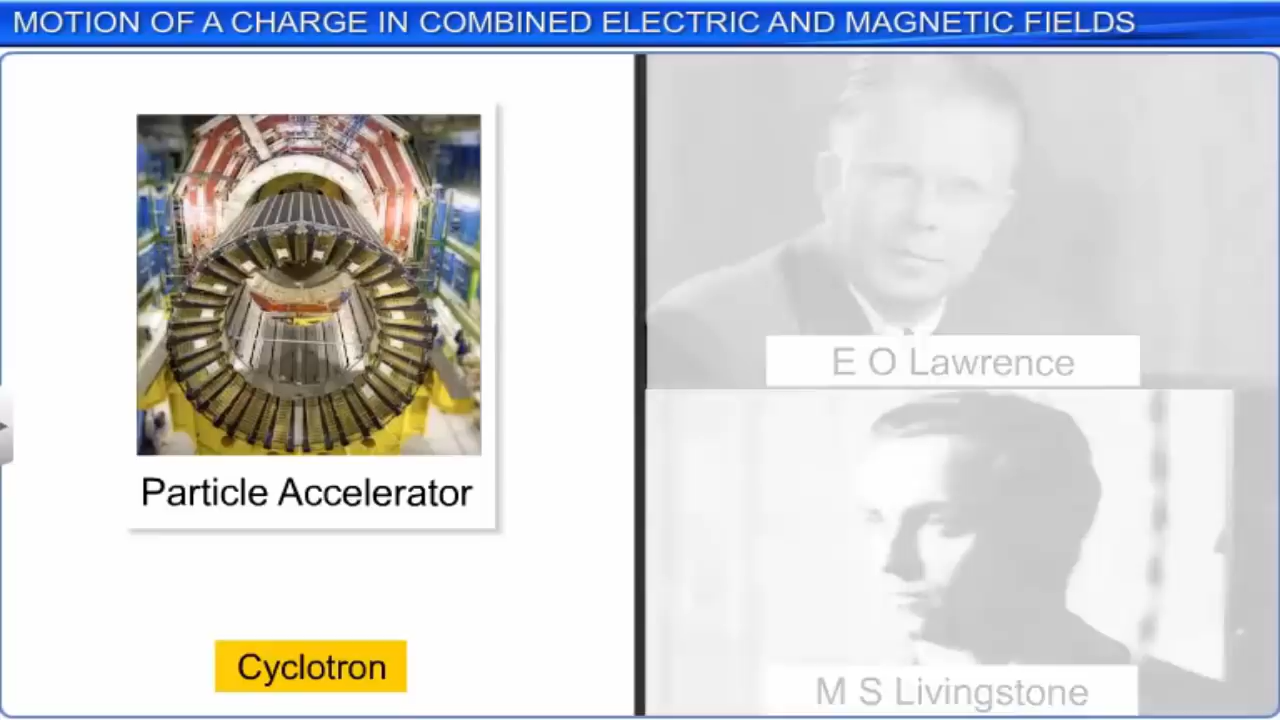 MOTION OF A CHARGE IN COMBINED ELECTRIC AND MAGNETIC FIELDS
Particle Accelerator
Cyclotron
E O Lawrence
M S Livingstone